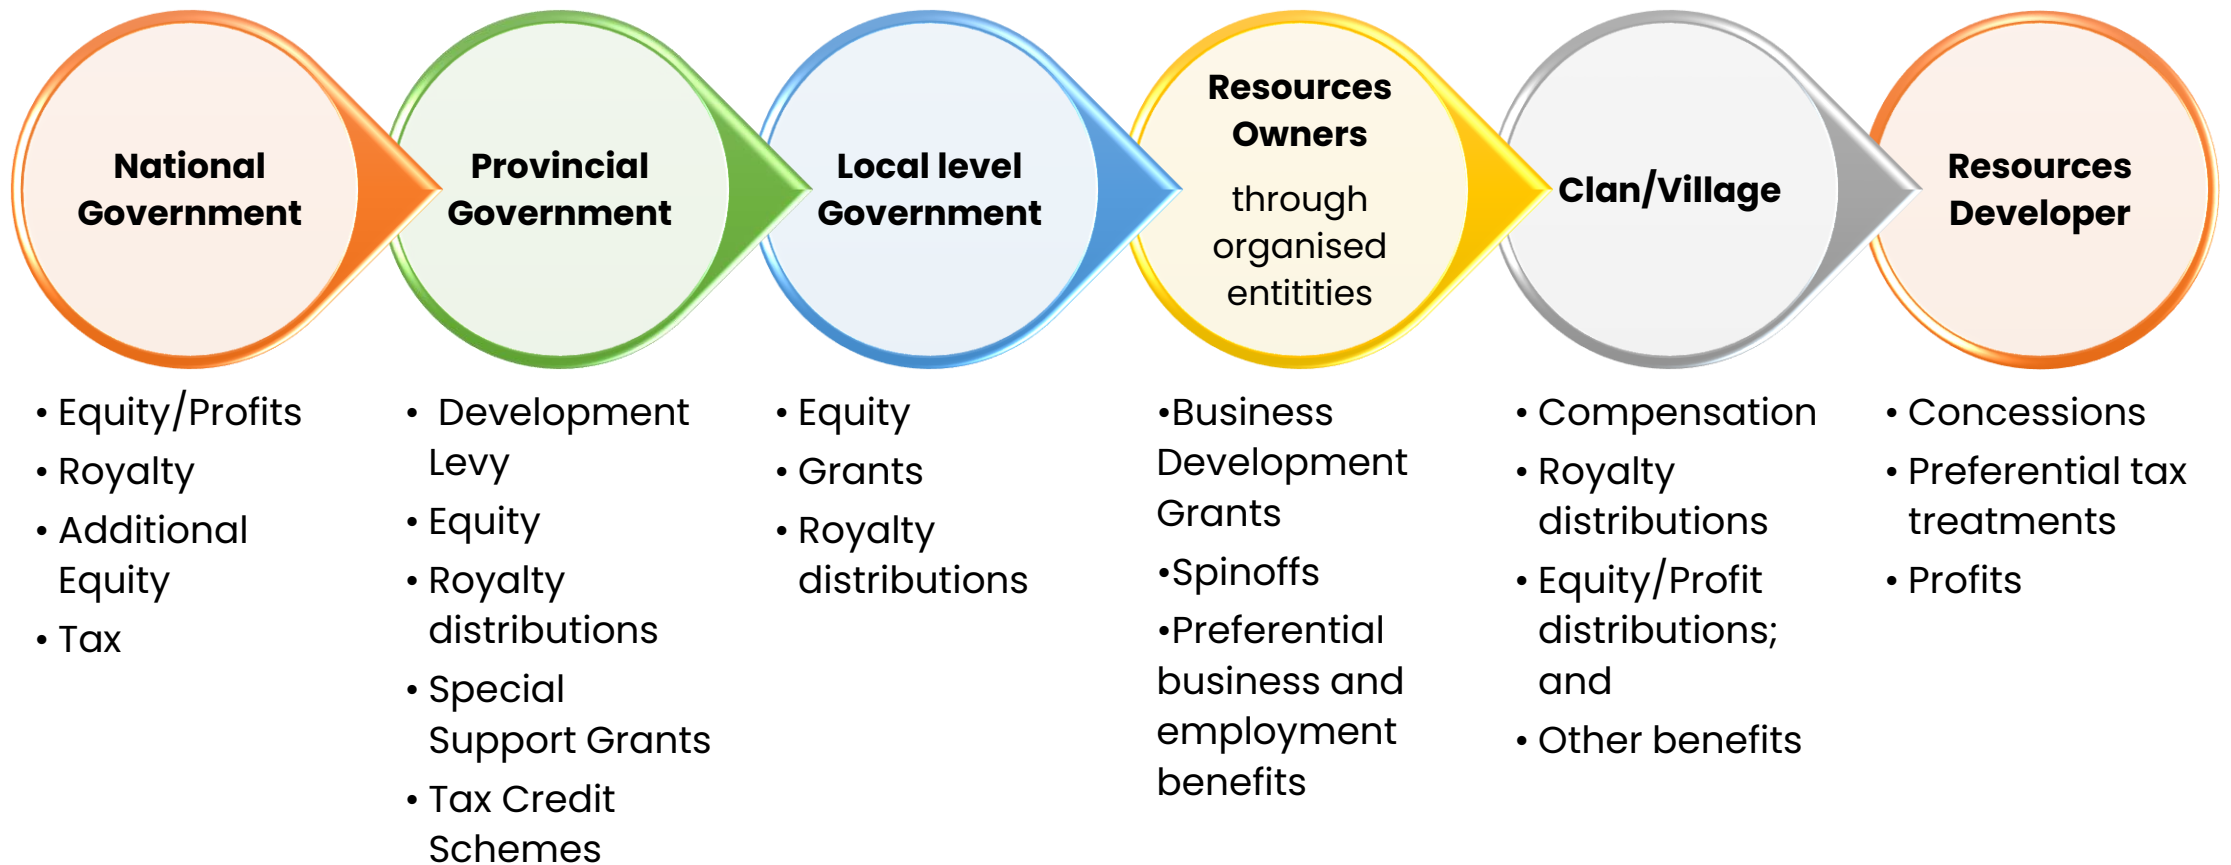 National
Government
Provincial
Government
Local level
Government
Resources
Owners
through
organised
entitities
Clan/Village
Resources
Developer
• Equity/Profits
• Royalty
• Additional
Equity
• Tax
• Development
Levy
• Equity
• Royalty
distributions
• Special
Support Grants
• Tax Credit
Schemes
• Equity
• Grants
• Royalty
distributions
•Business
Development
Grants
•Spinoffs
•Preferential
business and
employment
benefits
• Compensation
• Royalty
distributions
• Equity/Profit
distributions;
and
• Other benefits
• Concessions
• Preferential tax
treatments
• Profits